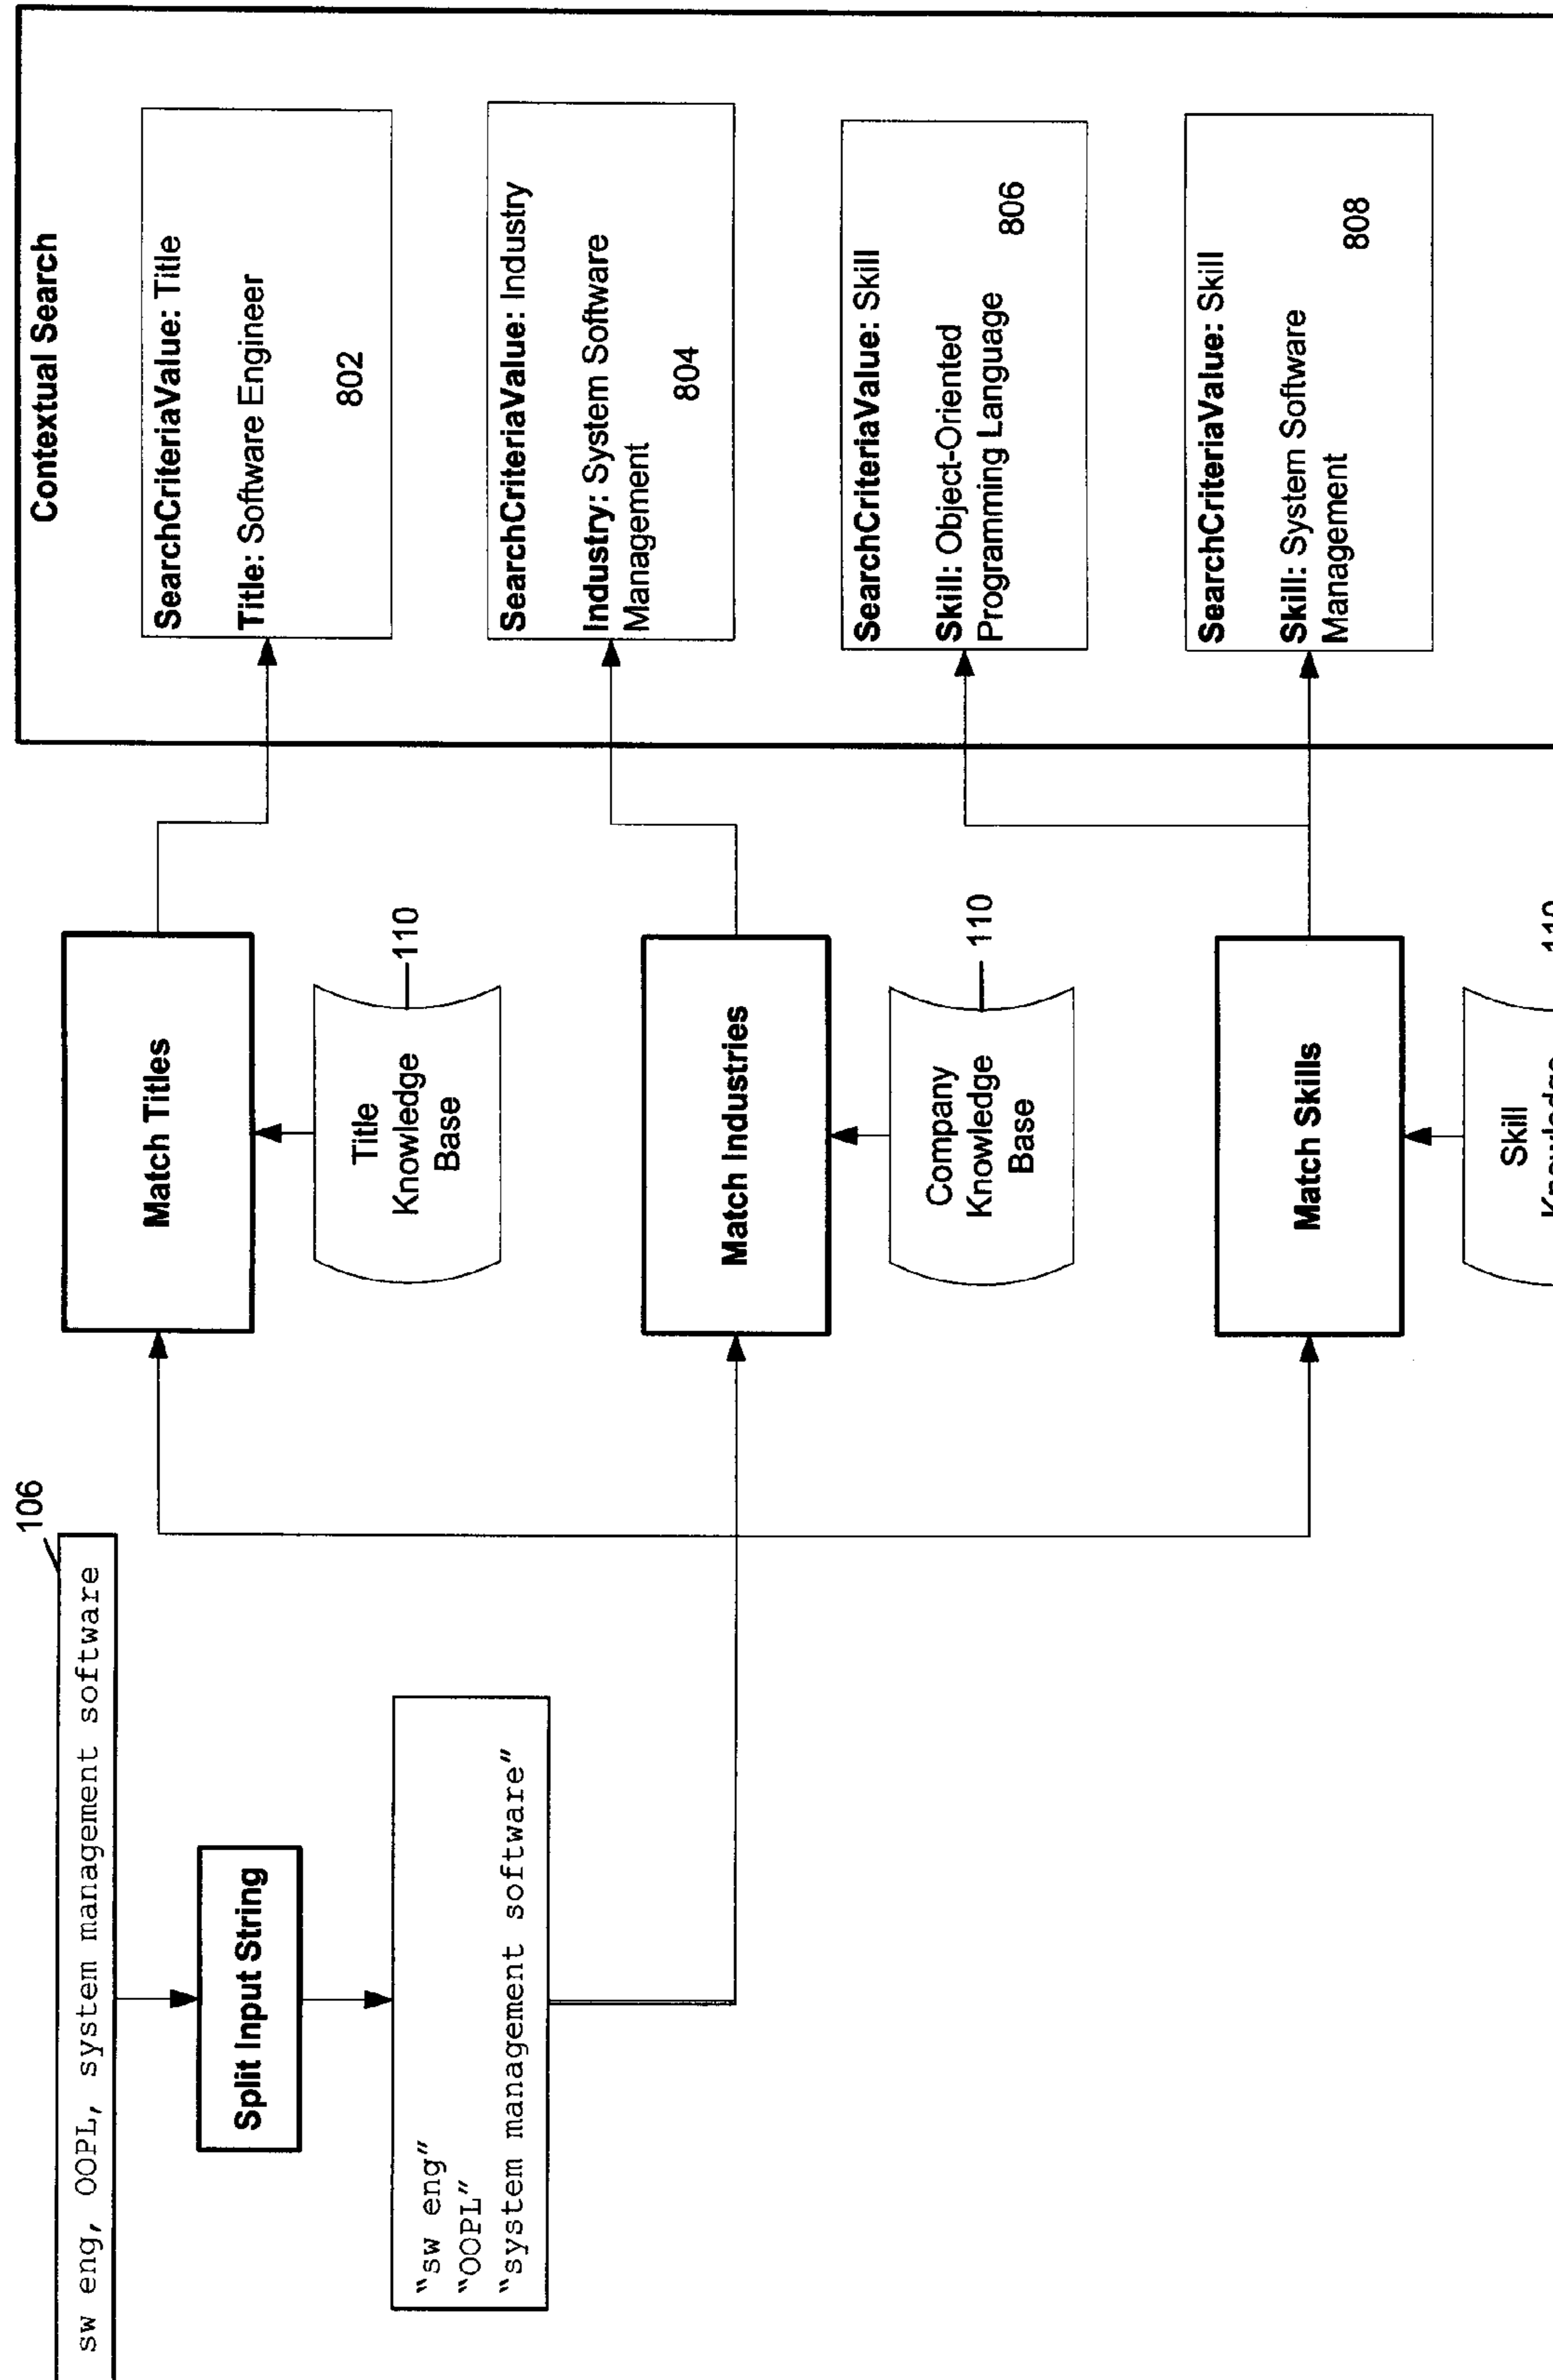 106
sw eng, OOPL, system management software
Split Input String
“sw eng”
“OOPL”
“system management software”
Match Titles
Title
Knowledge
Base
110
Match Industries
Company
Knowledge
Base
110
Match Skills
Skill
Contextual Search
SearchCriteriaValue: Title
Title: Software Engineer
802
SearchCriteriaValue: Industry
Industry: System Software
Management
804
SearchCriteriaValue: Skill
Skill: Object-Oriented
Programming Language
806
SearchCriteriaValue: Skill
Skill: System Software
Management
808